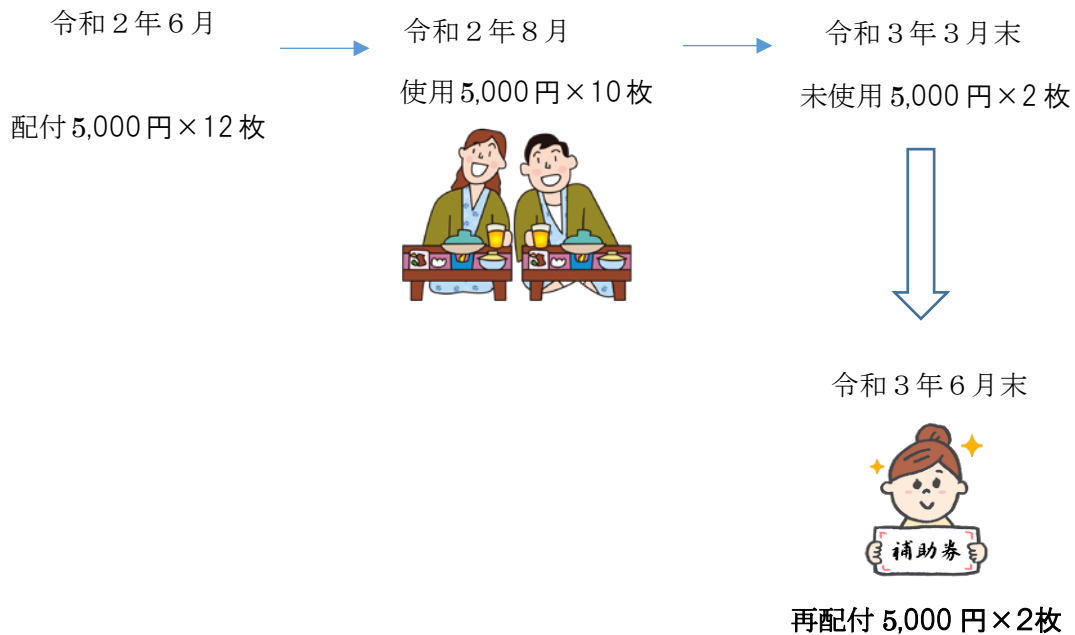 令和２年６月
配付5,000円×12枚
令和２年８月
使用5,000円×10枚
令和３年３月末
未使用5,000円×2枚
令和３年６月末
補助券
再配付 5,000 円×2枚